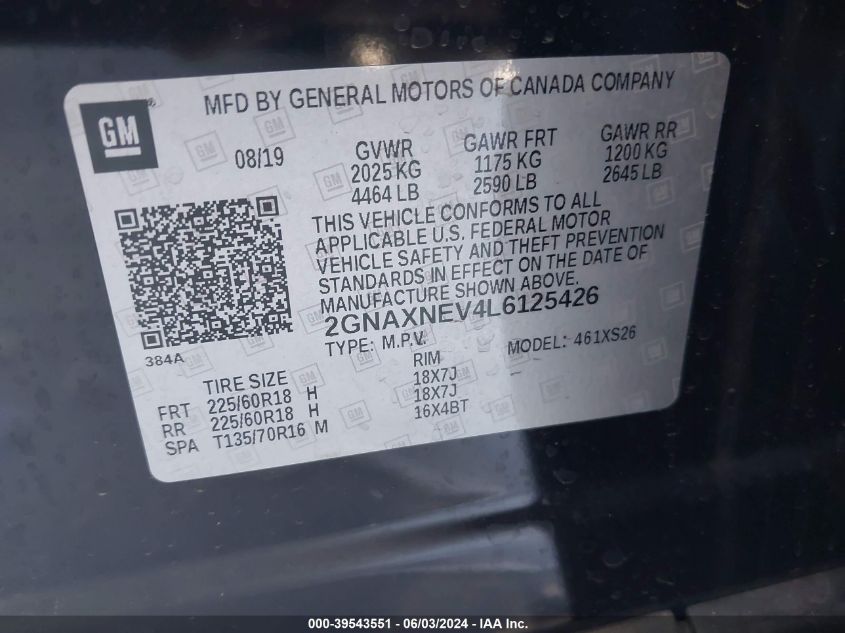 GM
MFD BY GENERAL MOTORS OF CANADA COMPANY
08/19 GVWR GAWR FRT GAWR RR
2025 KG 1175 KG 1200 KG
4464 LB 2590 LB 2645 LB
THIS VEHICLE CONFORMS TO ALL
APPLICABLE U.S. FEDERAL MOTOR
VEHICLE SAFETY AND THEFT PREVENTION
STANDARDS IN EFFECT ON THE DATE OF
MANUFACTURE SHOWN ABOVE.
2GNAXNEV4L6125426
384A
TYPE: M.P.V. MODEL: 461XS26
TIRE SIZE RIM
FRT 225/60R18 H 18X7J
RR 225/60R18 H 18X7J
SPA T135/70R16 M 16X4BT
000-39543551 - 06/03/2024 - IAAI.com